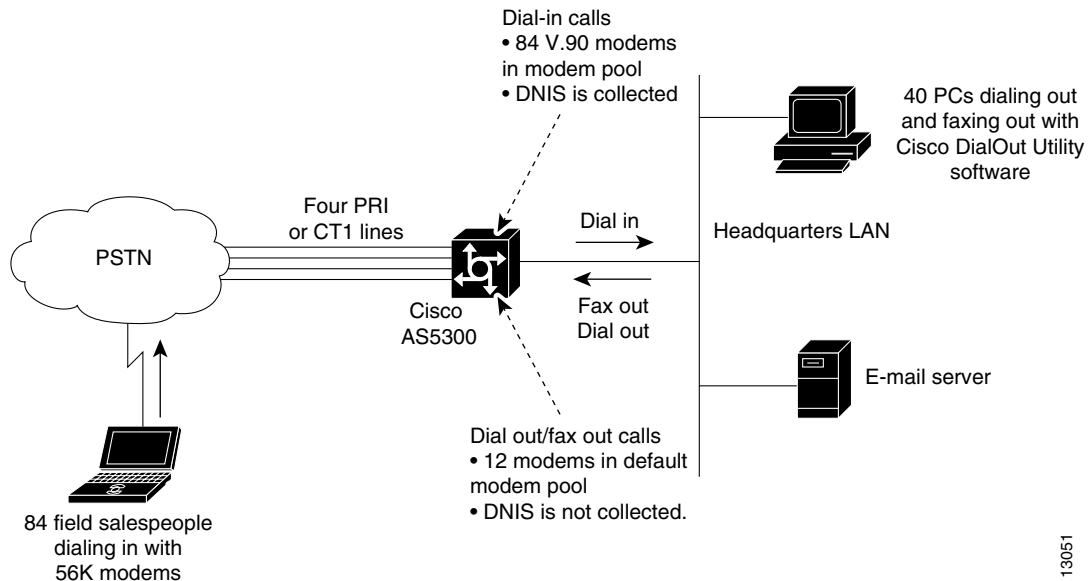 Dial-in calls
• 84 V.90 modems
in modem pool
• DNIS is collected
40 PCs dialing out
and faxing out with
Cisco DialOut Utility
software
Four PRI
or CT1 lines
Dial in
Headquarters LAN
PSTN
Cisco
AS5300
Fax out
Dial out
E-mail server
Dial out/fax out calls
• 12 modems in default
modem pool
• DNIS is not collected.
84 field salespeople
dialing in with
56K modems
13051